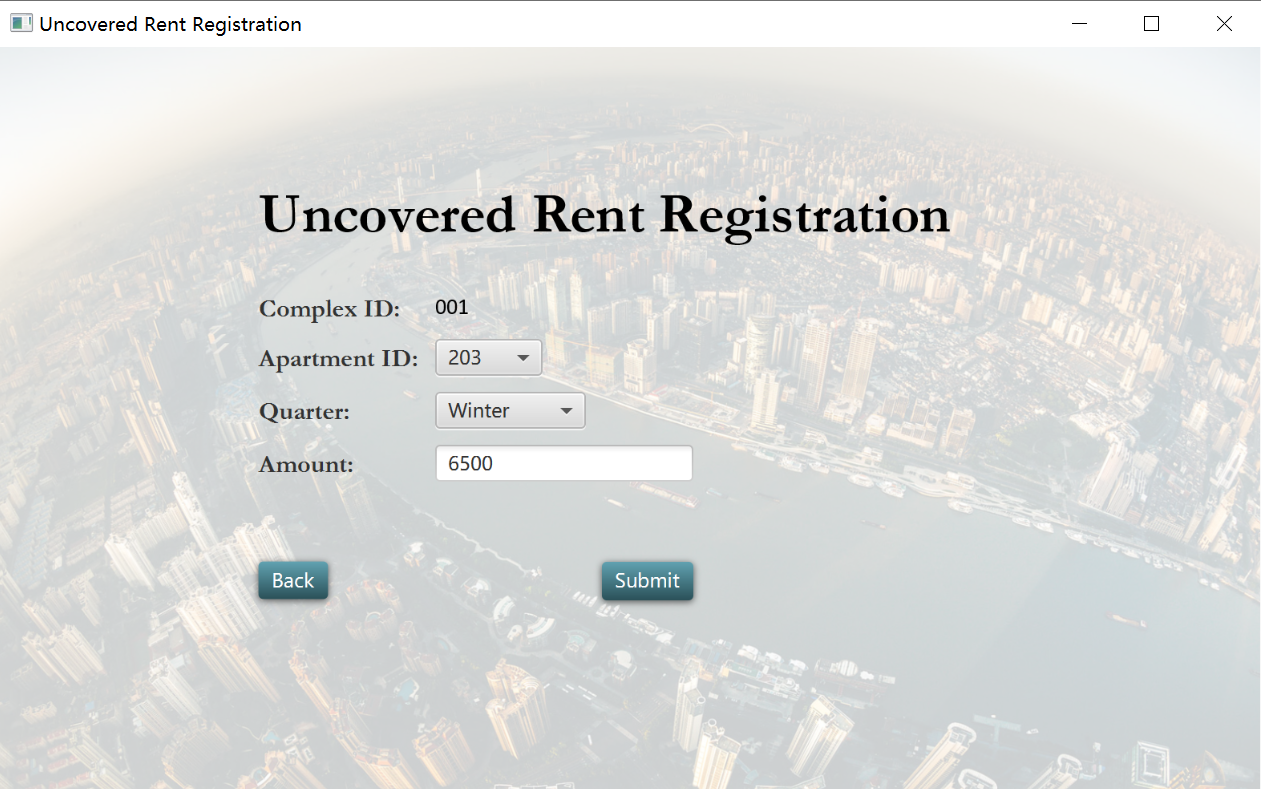 Uncovered Rent Registration
Uncovered Rent Registration
Complex ID: 001
Apartment ID: 203
Quarter: Winter
Amount: 6500
Back Submit